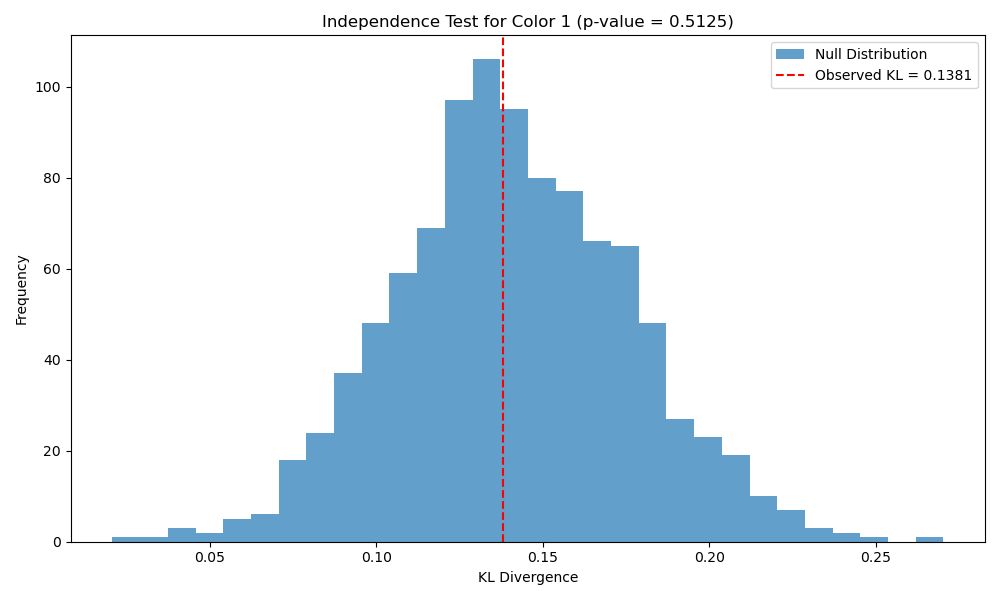 Independence Test for Color 1 (p-value = 0.5125)
Null Distribution
Observed KL = 0.1381
100
80
60
40
20
0
Frequency
0.05 0.10 0.15 0.20 0.25
KL Divergence